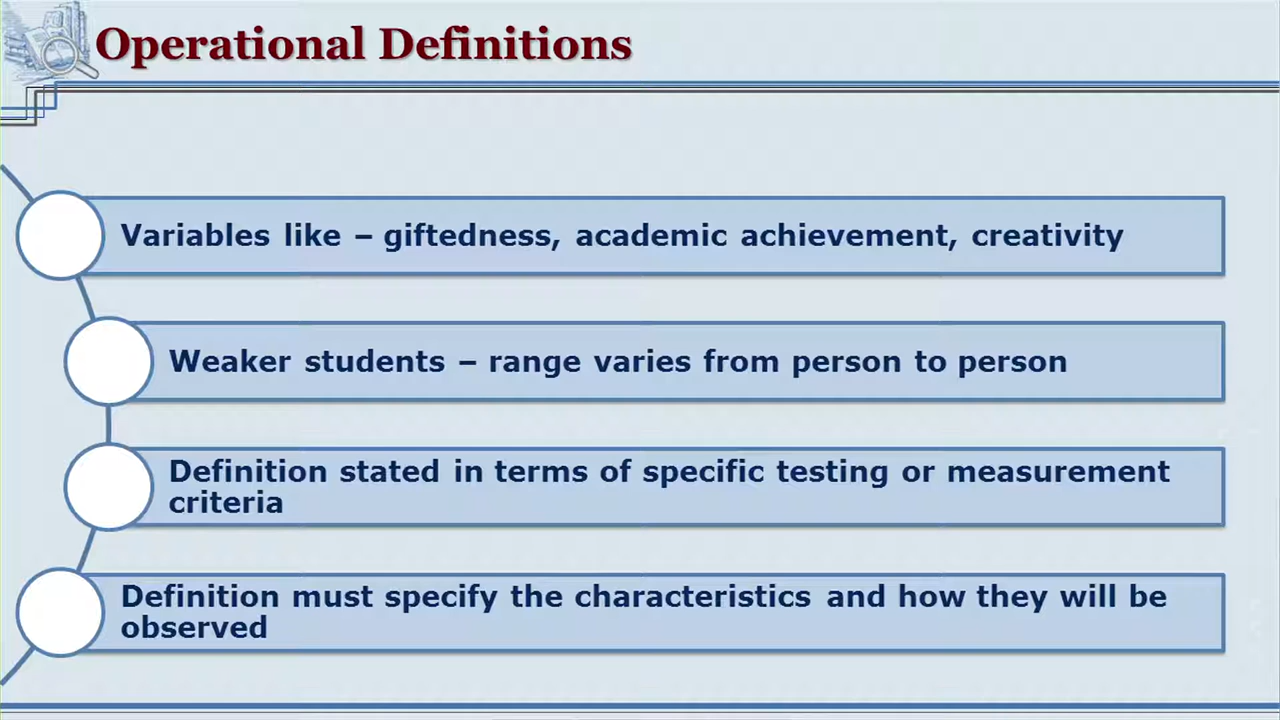 Operational Definitions
Variables like – giftedness, academic achievement, creativity
Weaker students – range varies from person to person
Definition stated in terms of specific testing or measurement
criteria
Definition must specify the characteristics and how they will be
observed